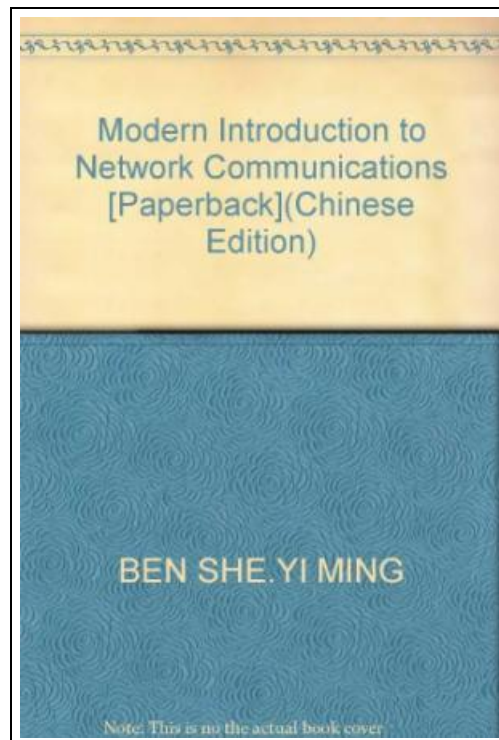 Modern Introduction to
Network Communications
[Paperback](Chinese
Edition)
BEN SHE.YI MING
Note: This is no the actual book cover